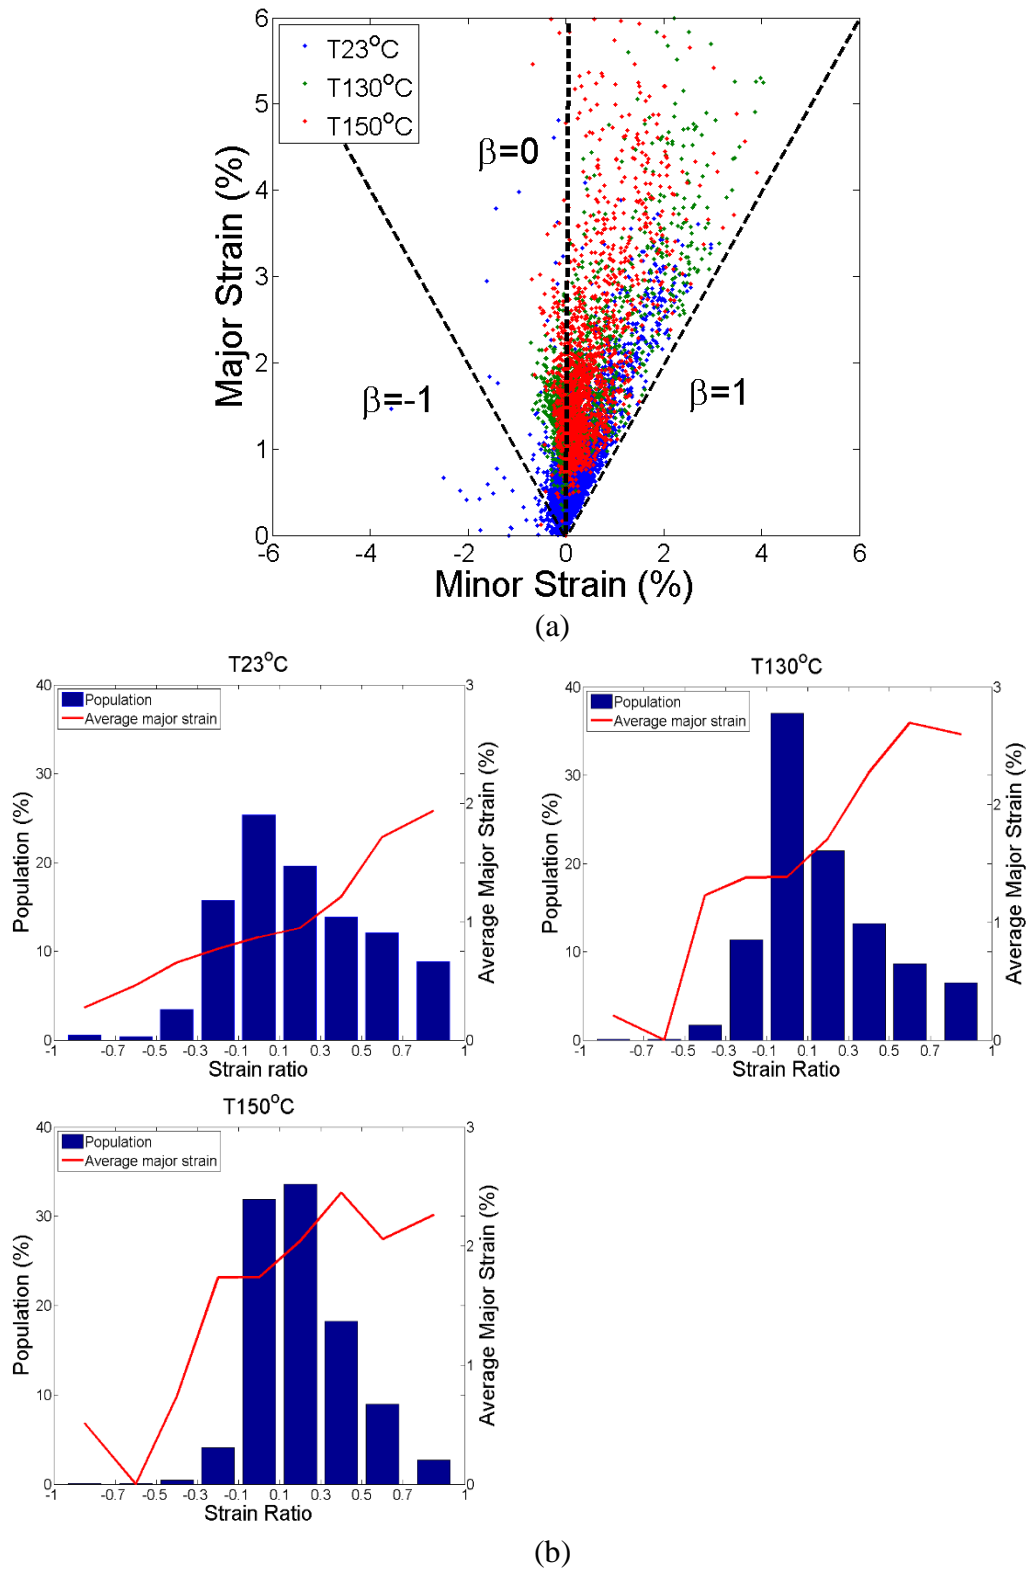 (a)
6
5
4
3
2
1
0
Major Strain (%)
T23°C
T130°C
T150°C
β=0
β=-1
β=1
-6 -4 -2 0 2 4 6
Minor Strain (%)
(a)
T23°C
40
30
20
10
0
Population (%)
Population
Average major strain
3
2
1
0
Average Major Strain (%)
-1 -0.7 -0.5 -0.3 -0.1 0.1 0.3 0.5 0.7 1
Strain ratio
T130°C
40
30
20
10
0
Population (%)
Population
Average major strain
3
2
1
0
Average Major Strain (%)
-1 -0.7 -0.5 -0.3 -0.1 0.1 0.3 0.5 0.7 1
Strain Ratio
T150°C
40
30
20
10
0
Population (%)
Population
Average major strain
3
2
1
0
Average Major Strain (%)
-1 -0.7 -0.5 -0.3 -0.1 0.1 0.3 0.5 0.7 1
Strain Ratio
(b)